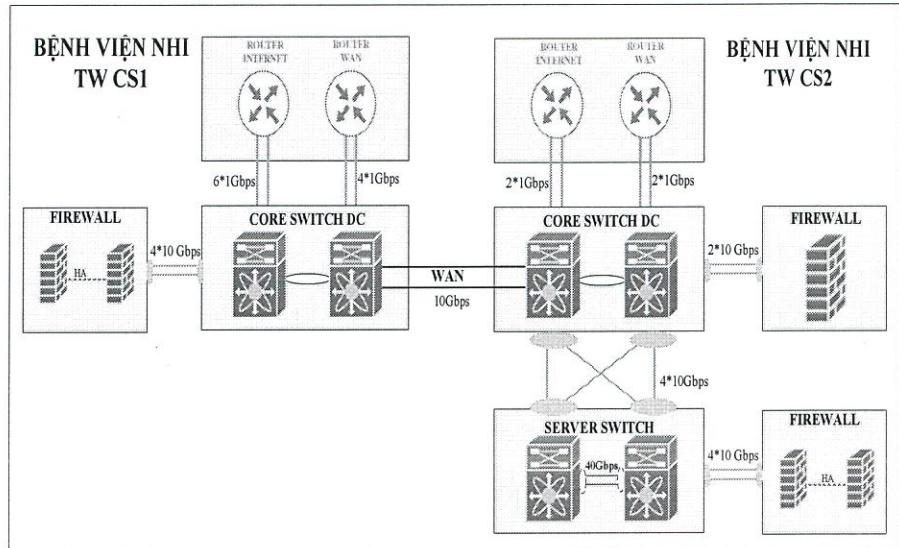 BỆNH VIỆN NHI
TW CS1
ROUTER
INTERNET
ROUTER
WAN
6*1Gbps
4*1Gbps
FIREWALL
HA
4*10 Gbps
CORE SWITCH DC
WAN
10Gbps
BỆNH VIỆN NHI
TW CS2
ROUTER
INTERNET
ROUTER
WAN
2*1Gbps
2*1Gbps
CORE SWITCH DC
2*10 Gbps
FIREWALL
4*10Gbps
SERVER SWITCH
40Gbps
4*10 Gbps
FIREWALL
HA